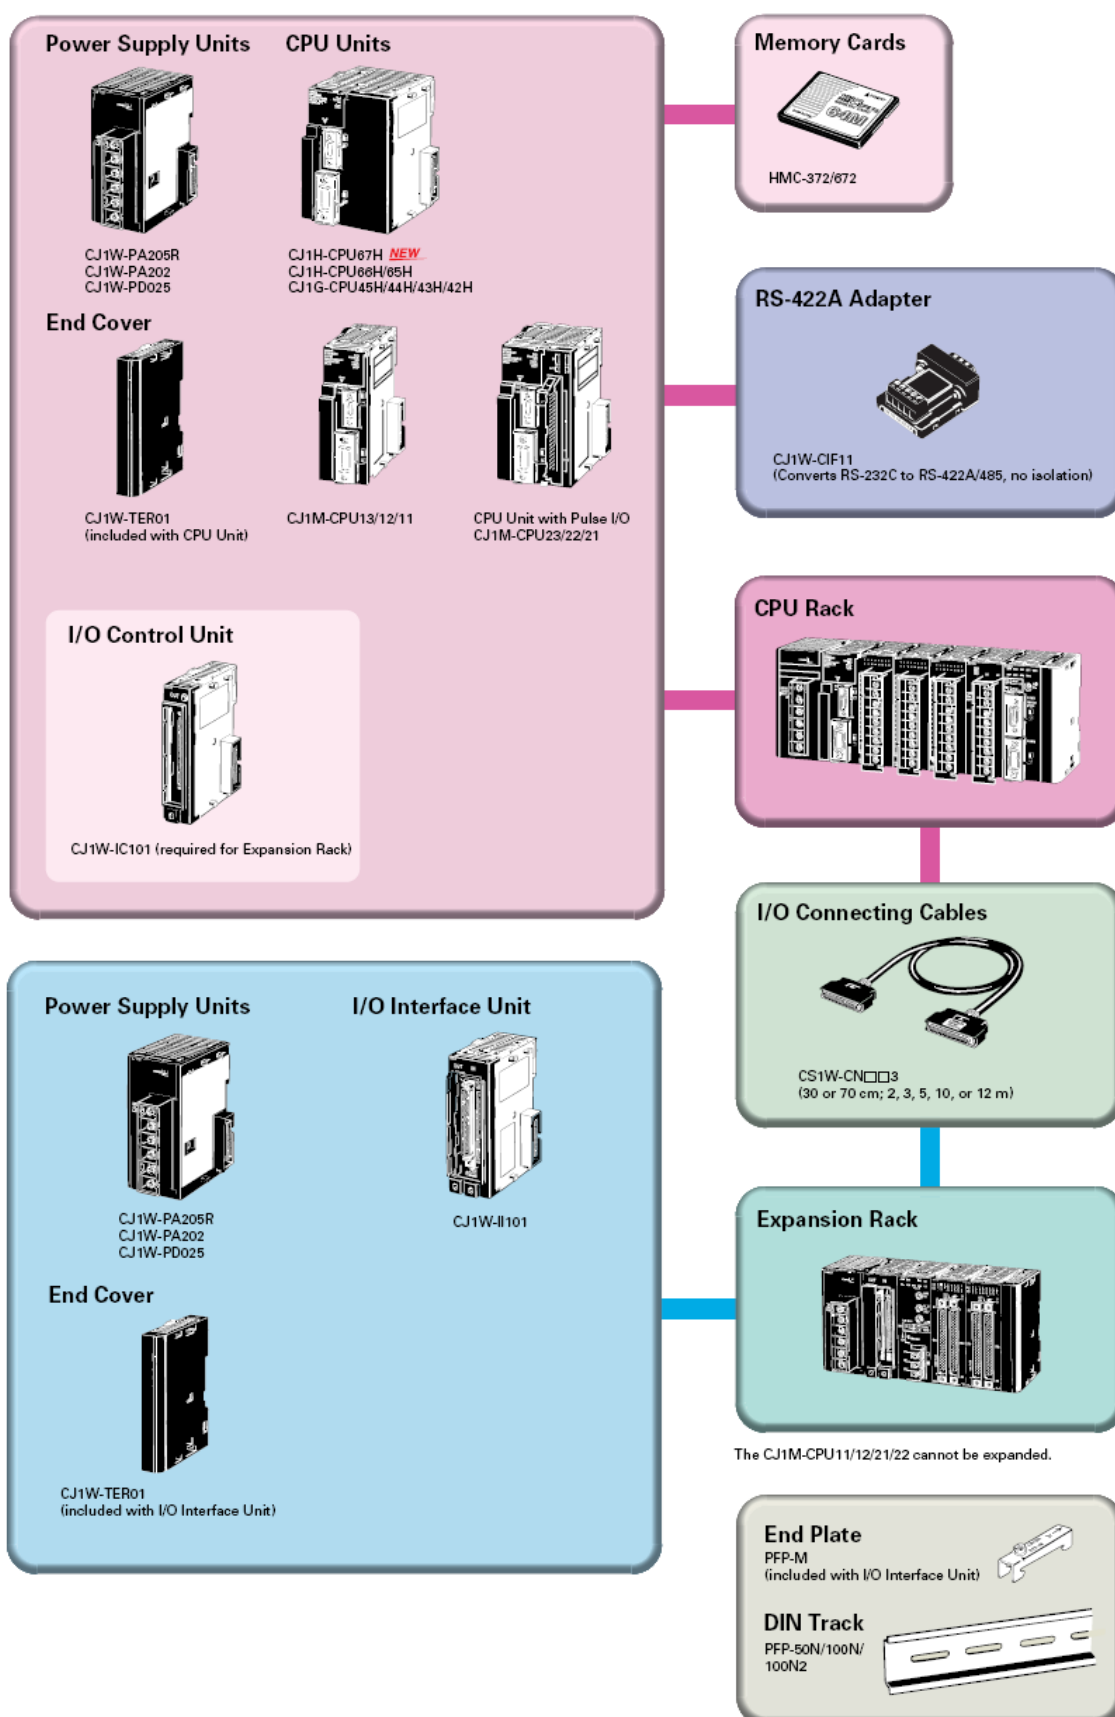 Power Supply Units
CPU Units
CJ1W-PA205R
CJ1W-PA202
CJ1W-PD025
CJ1H-CPU67H NEW
CJ1H-CPU66H/65H
CJ1G-CPU45H/44H/43H/42H
End Cover
CJ1W-TER01
(included with CPU Unit)
CJ1M-CPU13/12/11
CPU Unit with Pulse I/O
CJ1M-CPU23/22/21
I/O Control Unit
CJ1W-IC101 (required for Expansion Rack)
Memory Cards
64M
HMC-372/672
RS-422A Adapter
CJ1W-CIF11
(Converts RS-232C to RS-422A/485, no isolation)
CPU Rack
I/O Connecting Cables
CS1W-CN□□3
(30 or 70 cm; 2, 3, 5, 10, or 12 m)
Power Supply Units
I/O Interface Unit
CJ1W-PA205R
CJ1W-PA202
CJ1W-PD025
CJ1W-II101
End Cover
CJ1W-TER01
(included with I/O Interface Unit)
Expansion Rack
The CJ1M-CPU11/12/21/22 cannot be expanded.
End Plate
PFP-M
(included with I/O Interface Unit)
DIN Track
PFP-50N/100N/
100N2